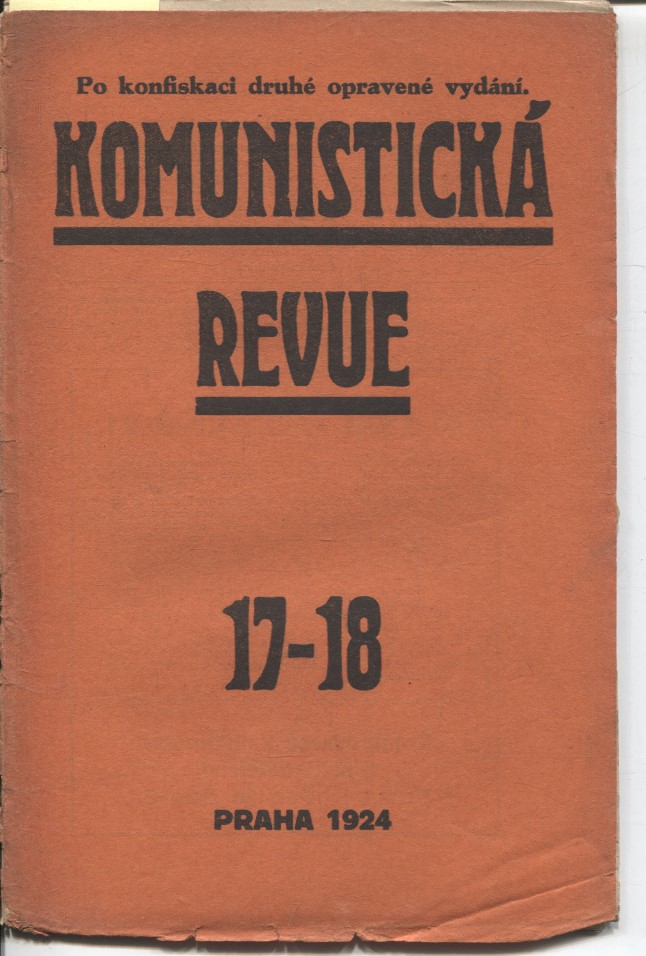 Po konfiskaci druhé opravené vydání.
KOMUNISTICKÁ
REVUE
17-18
PRAHA 1924